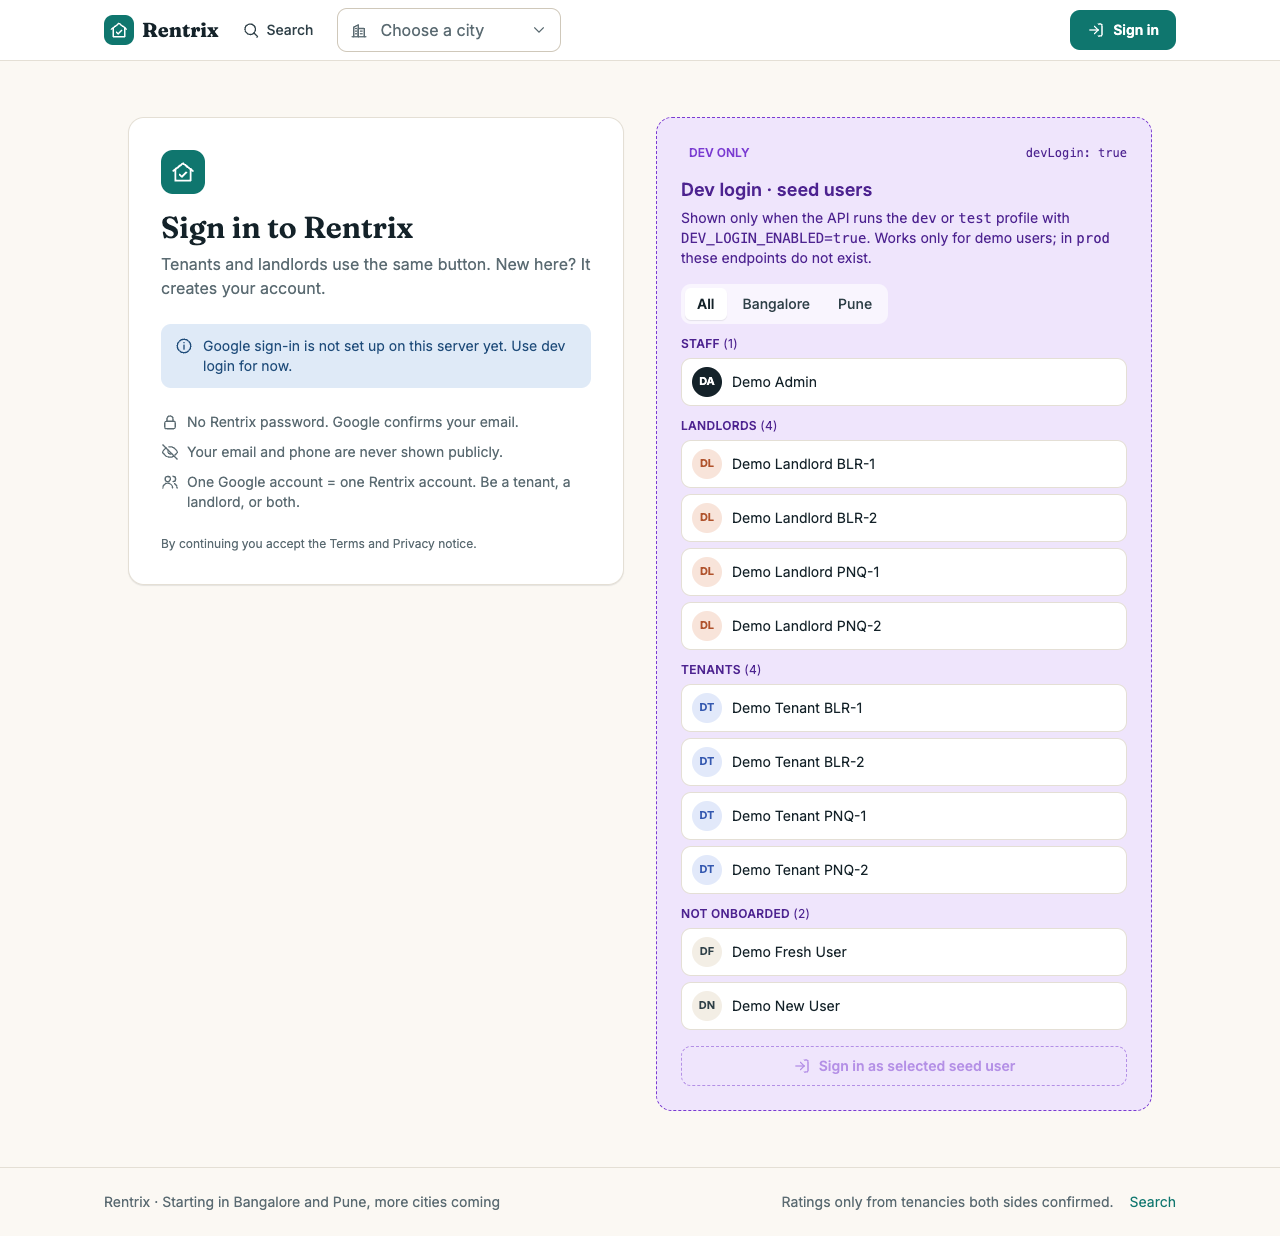 Rentrix
Search
Choose a city
Sign in
Sign in to Rentrix
Tenants and landlords use the same button. New here? It
creates your account.
Google sign-in is not set up on this server yet. Use dev
login for now.
No Rentrix password. Google confirms your email.
Your email and phone are never shown publicly.
One Google account = one Rentrix account. Be a tenant, a
landlord, or both.
By continuing you accept the Terms and Privacy notice.
DEV ONLY
devLogin: true
Dev login · seed users
Shown only when the API runs the dev or test profile with
DEV_LOGIN_ENABLED=true. Works only for demo users; in prod
these endpoints do not exist.
All
Bangalore
Pune
STAFF (1)
DA Demo Admin
LANDLORDS (4)
DL Demo Landlord BLR-1
DL Demo Landlord BLR-2
DL Demo Landlord PNQ-1
DL Demo Landlord PNQ-2
TENANTS (4)
DT Demo Tenant BLR-1
DT Demo Tenant BLR-2
DT Demo Tenant PNQ-1
DT Demo Tenant PNQ-2
NOT ONBOARDED (2)
DF Demo Fresh User
DN Demo New User
Sign in as selected seed user
Rentrix · Starting in Bangalore and Pune, more cities coming
Ratings only from tenancies both sides confirmed.
Search